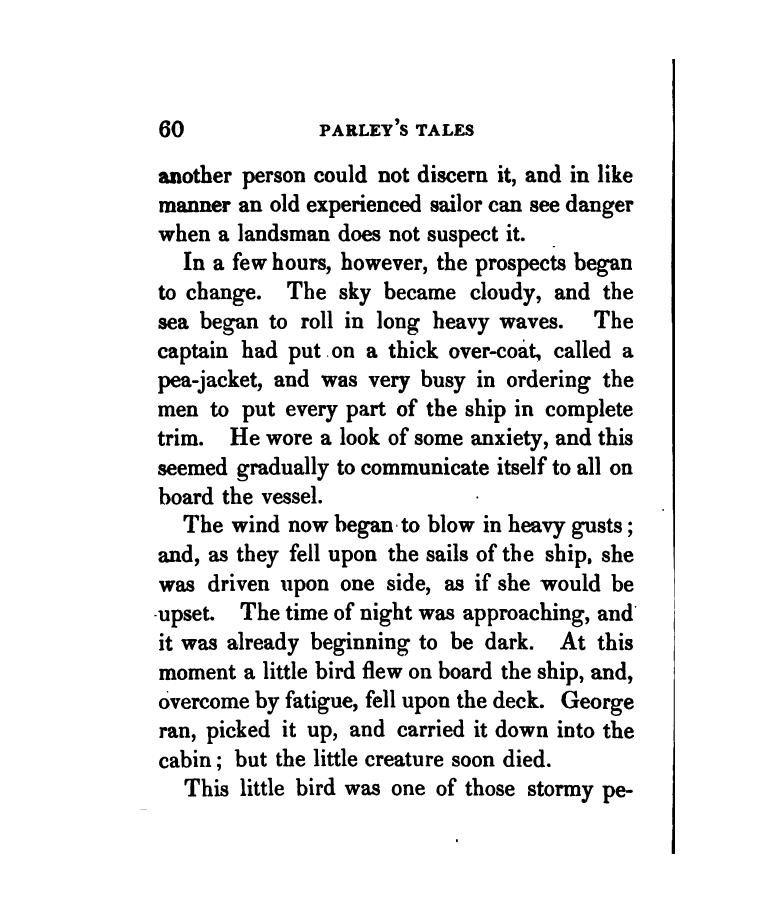 60 PARLEY'S TALES
another person could not discern it, and in like
manner an old experienced sailor can see danger
when a landsman does not suspect it.
In a few hours, however, the prospects began
to change. The sky became cloudy, and the
sea began to roll in long heavy waves. The
captain had put on a thick over-coat, called a
pea-jacket, and was very busy in ordering the
men to put every part of the ship in complete
trim. He wore a look of some anxiety, and this
seemed gradually to communicate itself to all on
board the vessel.
The wind now began to blow in heavy gusts;
and, as they fell upon the sails of the ship, she
was driven upon one side, as if she would be
upset. The time of night was approaching, and
it was already beginning to be dark. At this
moment a little bird flew on board the ship, and,
overcome by fatigue, fell upon the deck. George
ran, picked it up, and carried it down into the
cabin; but the little creature soon died.
This little bird was one of those stormy pe-